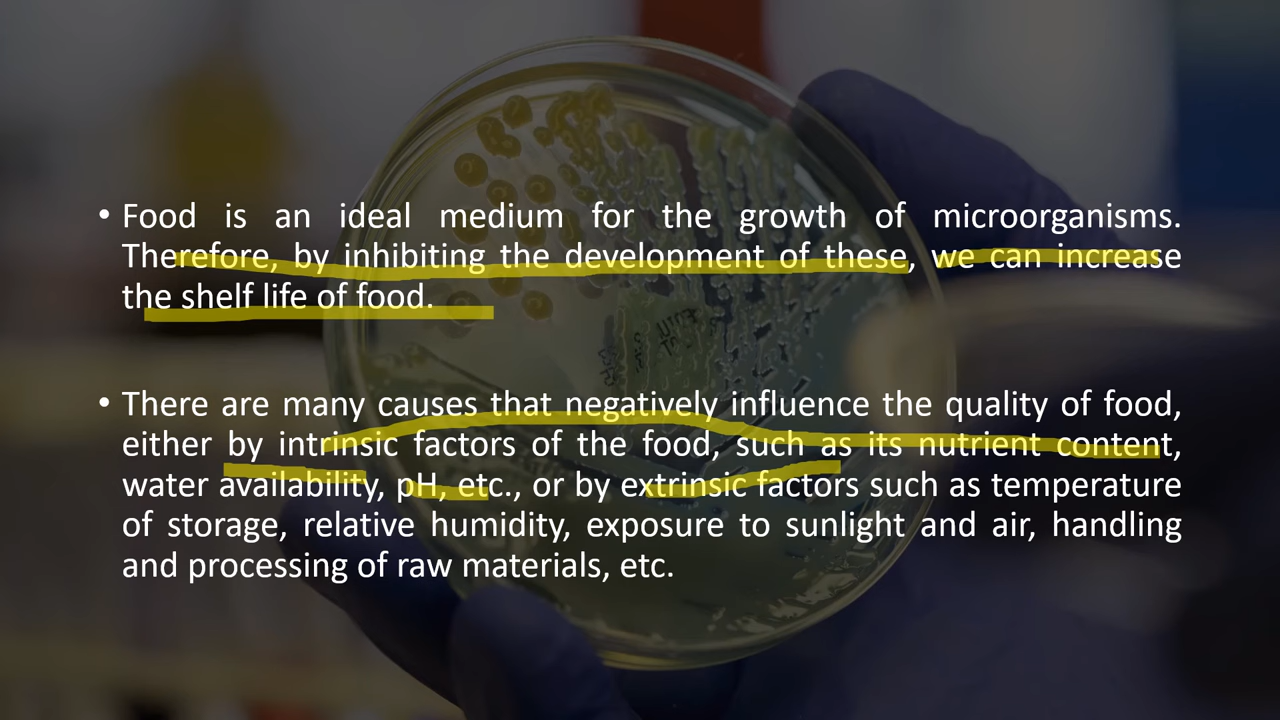 • Food is an ideal medium for the growth of microorganisms.
Therefore, by inhibiting the development of these, we can increase
the shelf life of food.
• There are many causes that negatively influence the quality of food,
either by intrinsic factors of the food, such as its nutrient content,
water availability, pH, etc., or by extrinsic factors such as temperature
of storage, relative humidity, exposure to sunlight and air, handling
and processing of raw materials, etc.